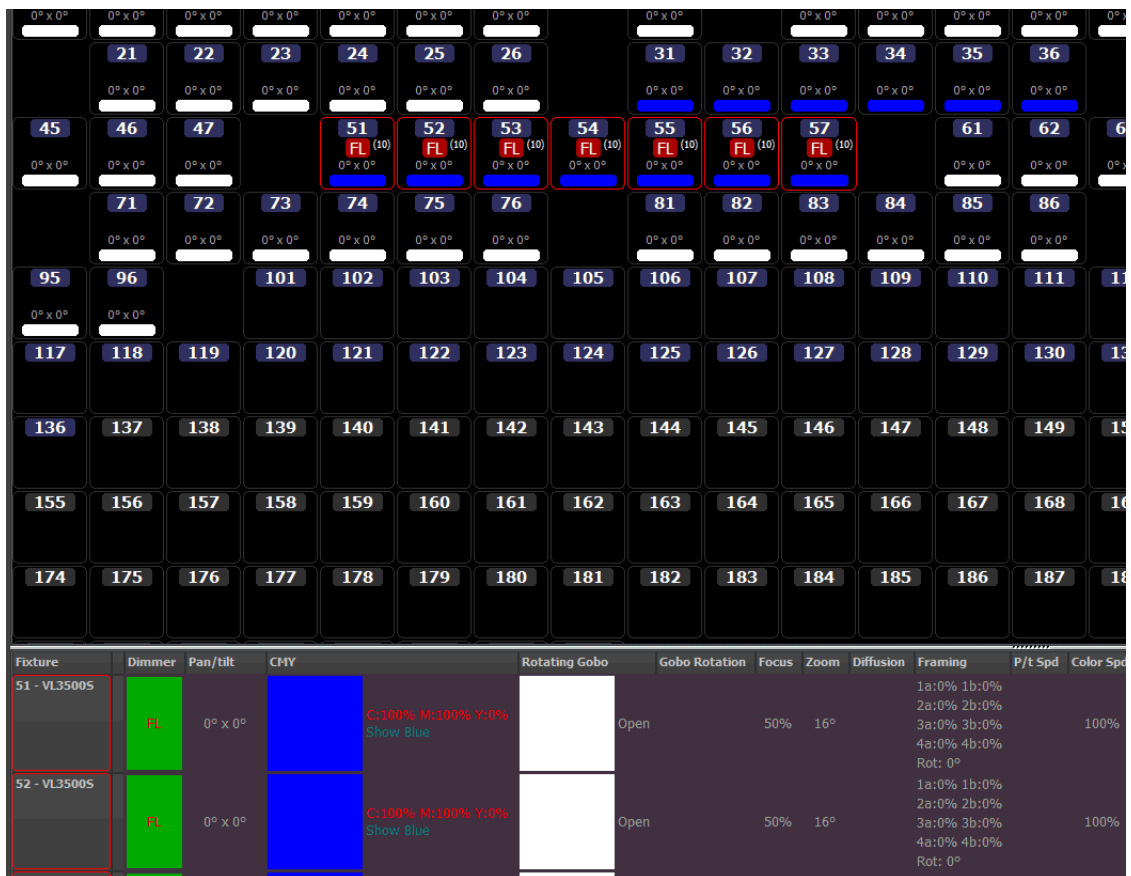 0° x 0° 0° x 0° 0° x 0° 0° x 0° 0° x 0° 0° x 0° 0° x 0° 0° x 0° 0° x 0° 0° x 0° 0° x 0° 0° x 0° 0°
21 22 23 24 25 26 31 32 33 34 35 36
0° x 0° 0° x 0° 0° x 0° 0° x 0° 0° x 0° 0° x 0° 0° x 0° 0° x 0° 0° x 0° 0° x 0° 0° x 0° 0° x 0°
45 46 47 51 52 53 54 55 56 57 61 62
FL (10) FL (10) FL (10) FL (10) FL (10) FL (10) FL (10)
0° x 0° 0° x 0° 0° x 0° 0° x 0° 0° x 0° 0° x 0° 0° x 0° 0° x 0° 0° x 0° 0° x 0° 0° x 0° 0° x 0° 0°
71 72 73 74 75 76 81 82 83 84 85 86
0° x 0° 0° x 0° 0° x 0° 0° x 0° 0° x 0° 0° x 0° 0° x 0° 0° x 0° 0° x 0° 0° x 0° 0° x 0° 0° x 0°
95 96 101 102 103 104 105 106 107 108 109 110 111
0° x 0° 0° x 0°
117 118 119 120 121 122 123 124 125 126 127 128 129 130
136 137 138 139 140 141 142 143 144 145 146 147 148 149
155 156 157 158 159 160 161 162 163 164 165 166 167 168
174 175 176 177 178 179 180 181 182 183 184 185 186 187
Fixture Dimmer Pan/tilt CMY Rotating Gobo Gobo Rotation Focus Zoom Diffusion Framing P/t Spd Color Spd
51 - VL3500S
FL
0° x 0°
C:100% M:100% Y:0%
Show Blue
Open
50%
16°
1a:0% 1b:0%
2a:0% 2b:0%
3a:0% 3b:0%
4a:0% 4b:0%
Rot: 0°
100%
52 - VL3500S
FL
0° x 0°
C:100% M:100% Y:0%
Show Blue
Open
50%
16°
1a:0% 1b:0%
2a:0% 2b:0%
3a:0% 3b:0%
4a:0% 4b:0%
Rot: 0°
100%